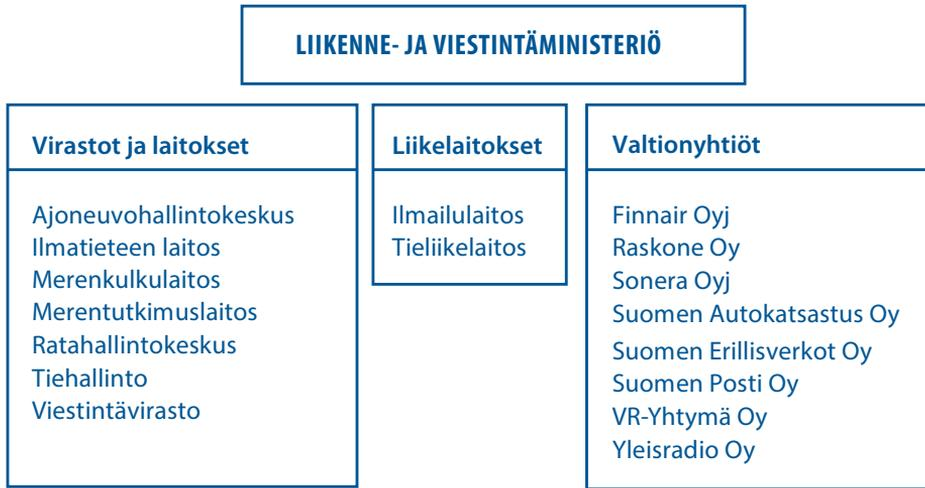 LIIKENNE- JA VIESTINTÄMINISTERIÖ
Virastot ja laitokset
Ajoneuvohallintokeskus
Ilmatieteen laitos
Merenkulkulaitos
Merentutkimuslaitos
Ratahallintokeskus
Tiehallinto
Viestintävirasto
Liikelaitokset
Ilmailulaitos
Tieliikelaitos
Valtionyhtiöt
Finnair Oyj
Raskone Oy
Sonera Oyj
Suomen Autokatsastus Oy
Suomen Erillisverkot Oy
Suomen Posti Oy
VR-Yhtymä Oy
Yleisradio Oy